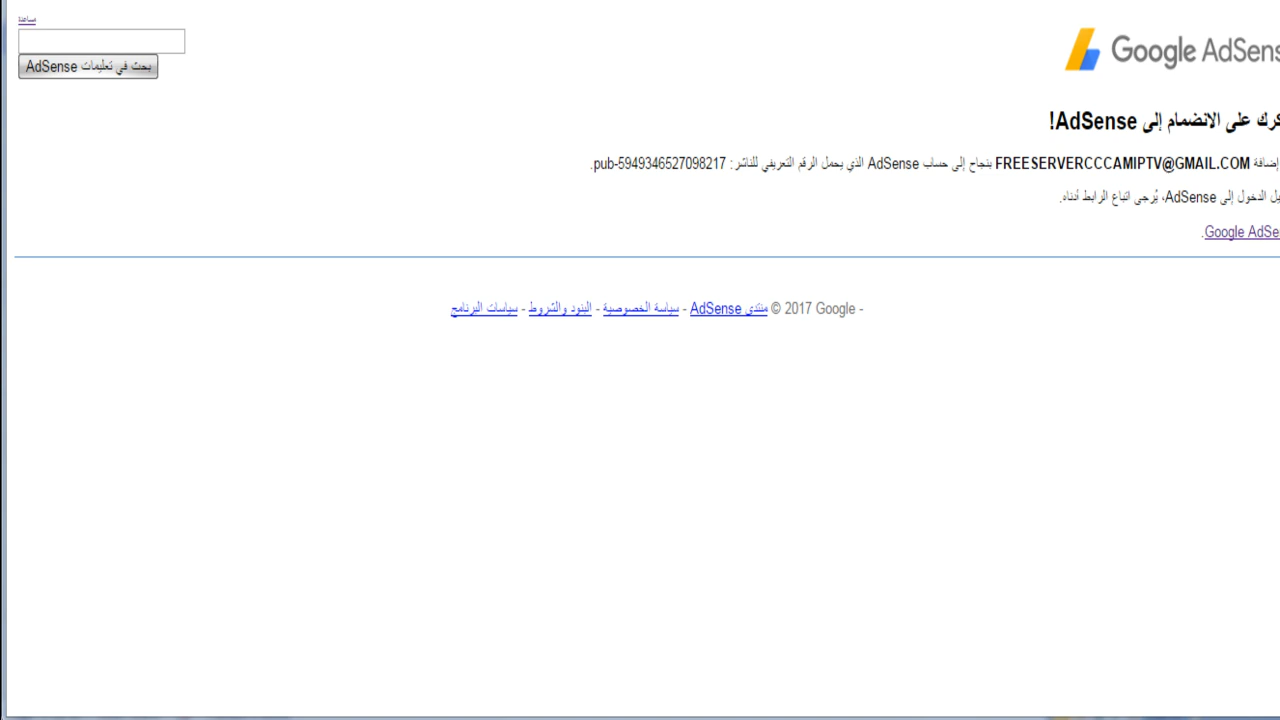 مساعدة
بحث في تعليمات AdSense
Google AdSens
على الانضمام إلى AdSense!
إضافة FREESERVERCCCAMIPTV@GMAIL.COM بنجاح إلى حساب AdSense الذي يحمل الرقم التعريفي للناشر: pub-5949346527098217.
الدخول إلى AdSense، يُرجى اتباع الرابط أدناه.
Google AdSe.
منتدى AdSense - سياسة الخصوصية - البنود والشروط - سياسات البرنامج © 2017 Google -